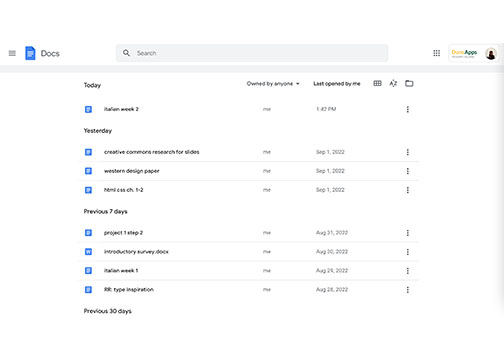 Docs
Search
DuroApps
Today
Owned by anyone
Last opened by me
italian week 2 me 1:42 PM
Yesterday
creative commons research for slides me Sep 1, 2022
western design paper me Sep 1, 2022
html css ch. 1-2 me Sep 1, 2022
Previous 7 days
project 1 step 2 me Aug 31, 2022
introductory survey.docx me Aug 30, 2022
italian week 1 me Aug 29, 2022
RR: type inspiration me Aug 28, 2022
Previous 30 days